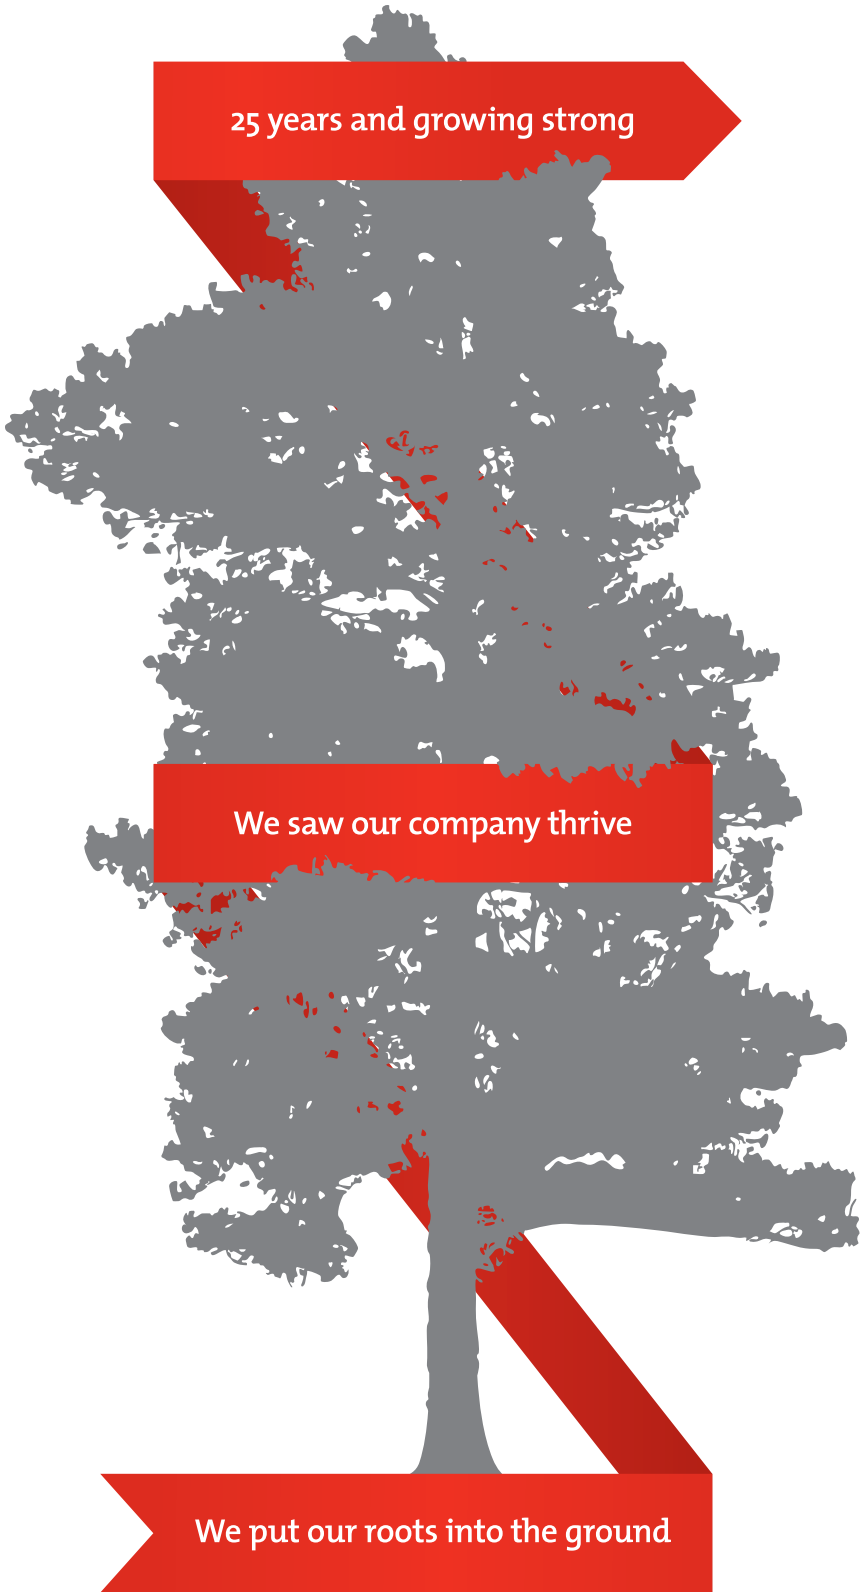 25 years and growing strong
We saw our company thrive
We put our roots into the ground